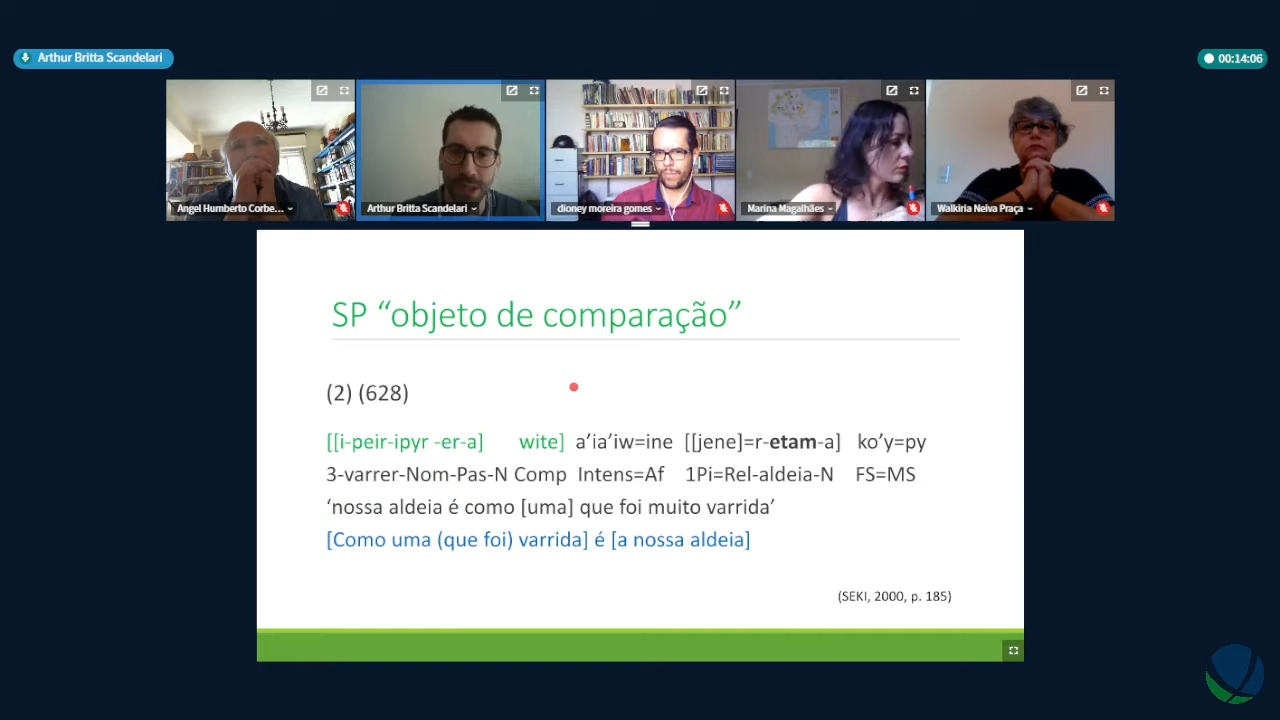 Arthur Britta Scandelari
00:14:06
Angel Humberto Corbe...
Arthur Britta Scandelari
dioney moreira gomes
Marina Magalhães
Walkiria Neiva Praça
SP “objeto de comparação”
(2) (628)
[[i-peir-ipyr -er-a] wite] a’ia’iw=ine [[jene]=r-etam-a] ko’y=py
3-varrer-Nom-Pas-N Comp Intens=Af 1Pi=Rel-aldeia-N FS=MS
‘nossa aldeia é como [uma] que foi muito varrida’
[Como uma (que foi) varrida] é [a nossa aldeia]
(SEKI, 2000, p. 185)